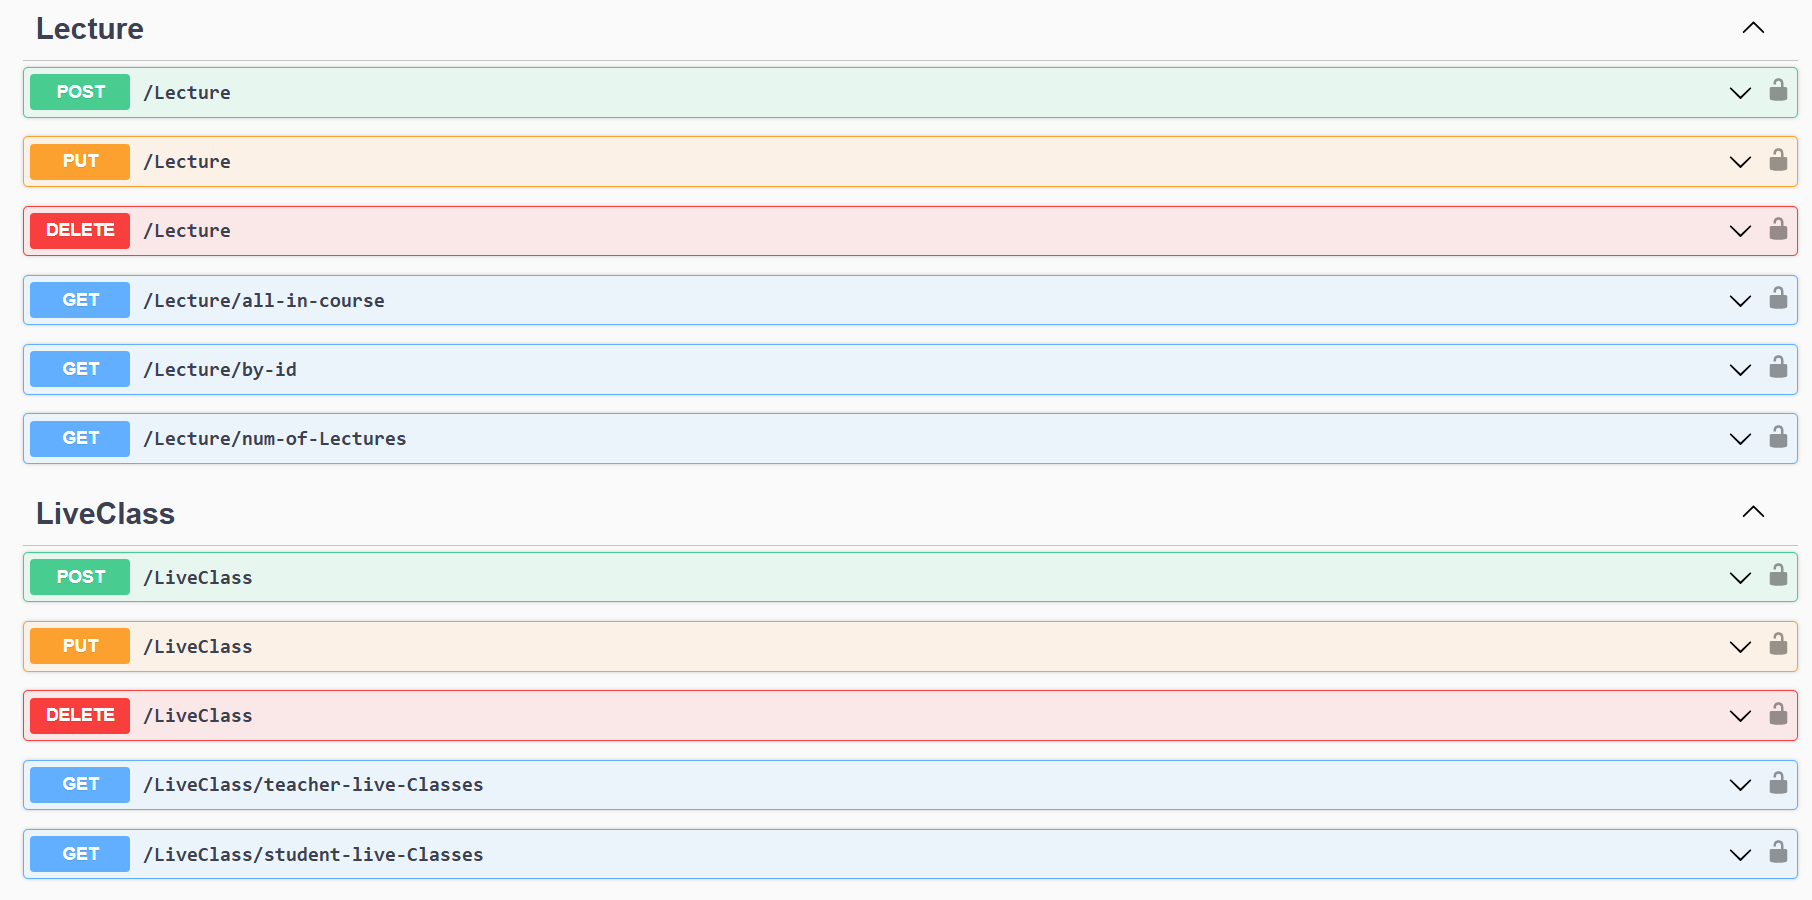 Lecture
POST /Lecture
PUT /Lecture
DELETE /Lecture
GET /Lecture/all-in-course
GET /Lecture/by-id
GET /Lecture/num-of-Lectures
LiveClass
POST /LiveClass
PUT /LiveClass
DELETE /LiveClass
GET /LiveClass/teacher-live-Classes
GET /LiveClass/student-live-Classes